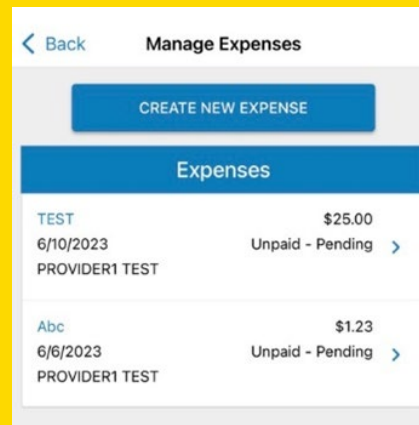 Back Manage Expenses
CREATE NEW EXPENSE
Expenses
TEST $25.00
6/10/2023 Unpaid - Pending
PROVIDER1 TEST
Abc $1.23
6/6/2023 Unpaid - Pending
PROVIDER1 TEST